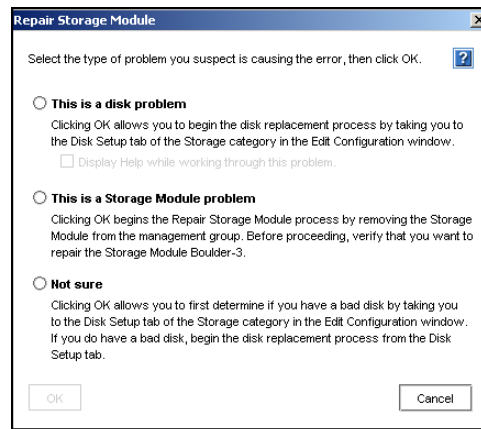 Repair Storage Module
Select the type of problem you suspect is causing the error, then click OK.
?
This is a disk problem
Clicking OK allows you to begin the disk replacement process by taking you to
the Disk Setup tab of the Storage category in the Edit Configuration window.
Display Help while working through this problem.
This is a Storage Module problem
Clicking OK begins the Repair Storage Module process by removing the Storage
Module from the management group. Before proceeding, verify that you want to
repair the Storage Module Boulder-3.
Not sure
Clicking OK allows you to first determine if you have a bad disk by taking you
to the Disk Setup tab of the Storage category in the Edit Configuration window.
If you do have a bad disk, begin the disk replacement process from the Disk
Setup tab.
OK
Cancel